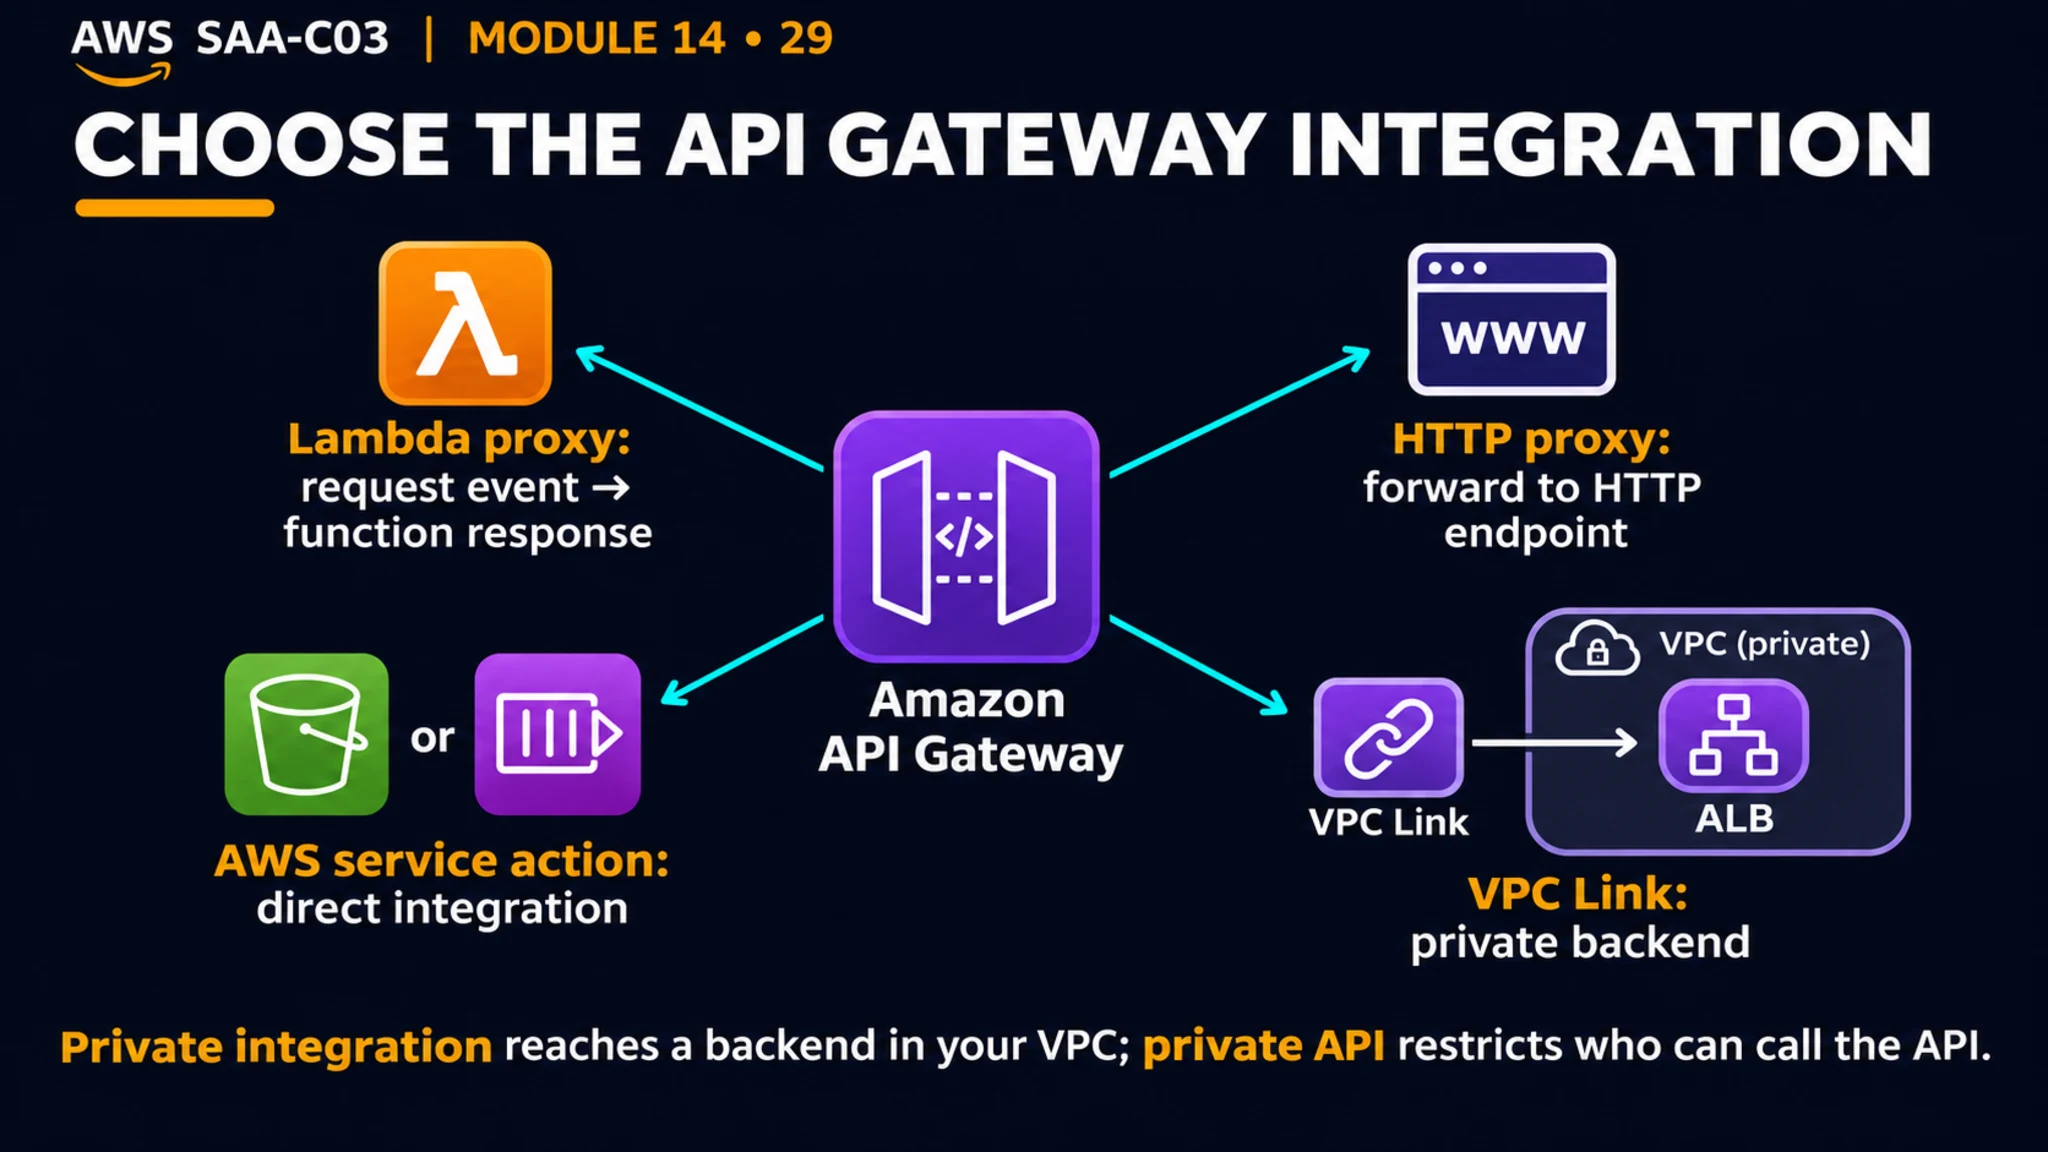 AWS SAA-C03 | MODULE 14 • 29
CHOOSE THE API GATEWAY INTEGRATION
Lambda proxy:
request event →
function response
WWW
HTTP proxy:
forward to HTTP
endpoint
</>
Amazon
API Gateway
or
AWS service action:
direct integration
VPC (private)
VPC Link
ALB
VPC Link:
private backend
Private integration reaches a backend in your VPC; private API restricts who can call the API.